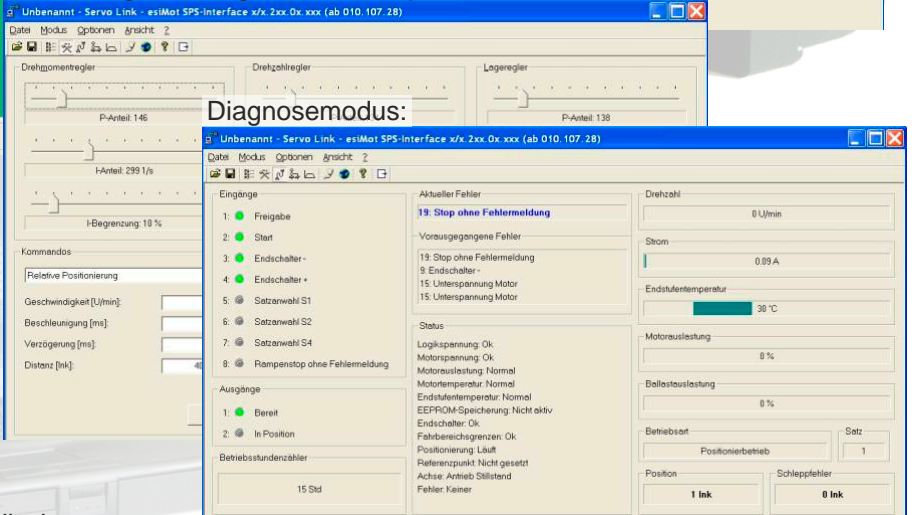 Unbenannt - Servo Link - esiMot SPS-Interface x/x.2xx.0x.xxx (ab 010.107.28)
Datei Modus Optionen Ansicht ?
Drehmomentregler
Drehzahlregler
Lageregler
P-Anteil: 146
P-Anteil: 138
I-Anteil: 299 1/s
I-Begrenzung: 10 %
Kommandos
Relative Positionierung
Geschwindigkeit [U/min]:
Beschleunigung [ms]:
Verzögerung [ms]:
Distanz [Ink]:
Diagnosemodus:
Unbenannt - Servo Link - esiMot SPS-Interface x/x.2xx.0x.xxx (ab 010.107.28)
Datei Modus Optionen Ansicht ?
Eingänge
1: Freigabe
2: Start
3: Endschalter -
4: Endschalter +
5: Satzanwahl S1
6: Satzanwahl S2
7: Satzanwahl S4
8: Rampenstop ohne Fehlermeldung
Ausgänge
1: Bereit
2: In Position
Betriebsstundenzähler
15 Std
Aktueller Fehler
19: Stop ohne Fehlermeldung
Vorausgegangene Fehler
19: Stop ohne Fehlermeldung
9: Endschalter -
15: Unterspannung Motor
15: Unterspannung Motor
Status
Logikspannung: Ok
Motorspannung: Ok
Motorauslastung: Normal
Motortemperatur: Normal
Endstufentemperatur: Normal
EEPROM-Speicherung: Nicht aktiv
Endschalter: Ok
Fahrbereichsgrenzen: Ok
Positionierung: Läuft
Referenzpunkt: Nicht gesetzt
Achse: Antrieb Stillstand
Fehler: Keiner
Drehzahl
0 U/min
Strom
0.09 A
Endstufentemperatur
38 °C
Motorauslastung
0 %
Ballastauslastung
0 %
Betriebsart
Positionierbetrieb
Satz
1
Position
1 Ink
Schleppfehler
0 Ink